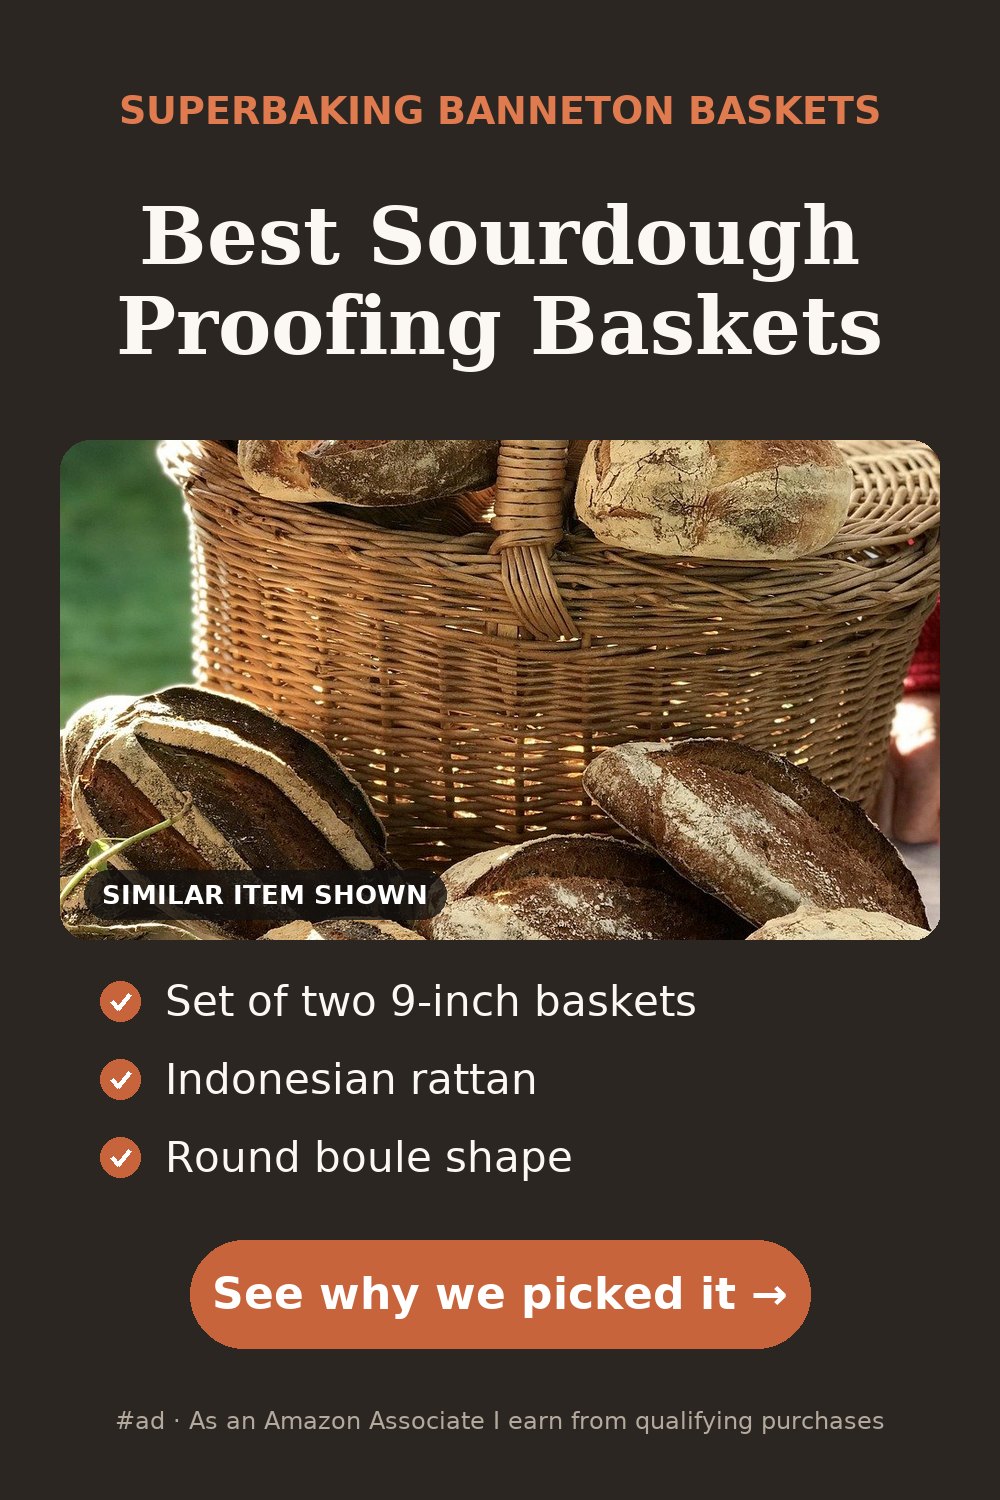 SUPERBAKING BANNETON BASKETS
Best Sourdough
Proofing Baskets
SIMILAR ITEM SHOWN
Set of two 9-inch baskets
Indonesian rattan
Round boule shape
See why we picked it →
#ad · As an Amazon Associate I earn from qualifying purchases